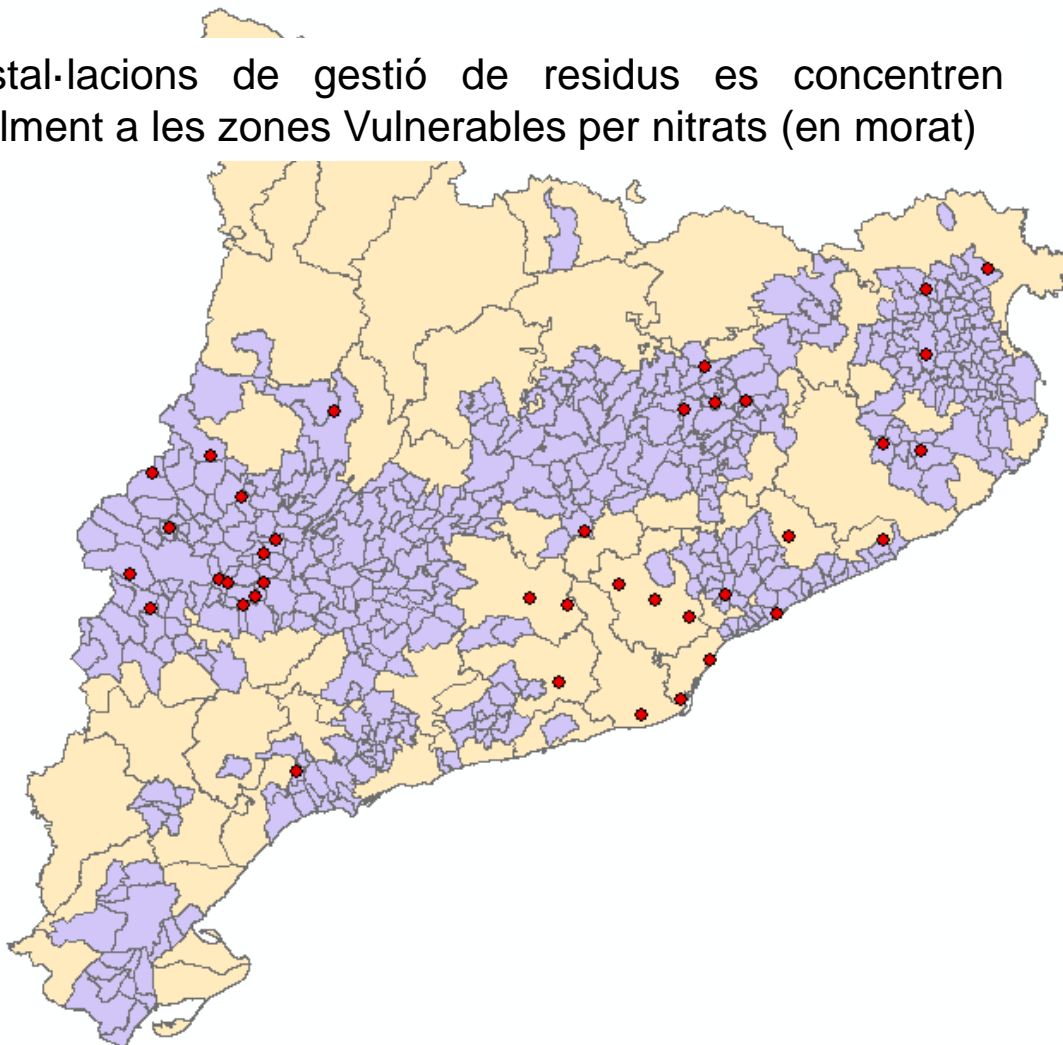 stal·lacions de gestió de residus es concentren
lment a les zones Vulnerables per nitrats (en morat)